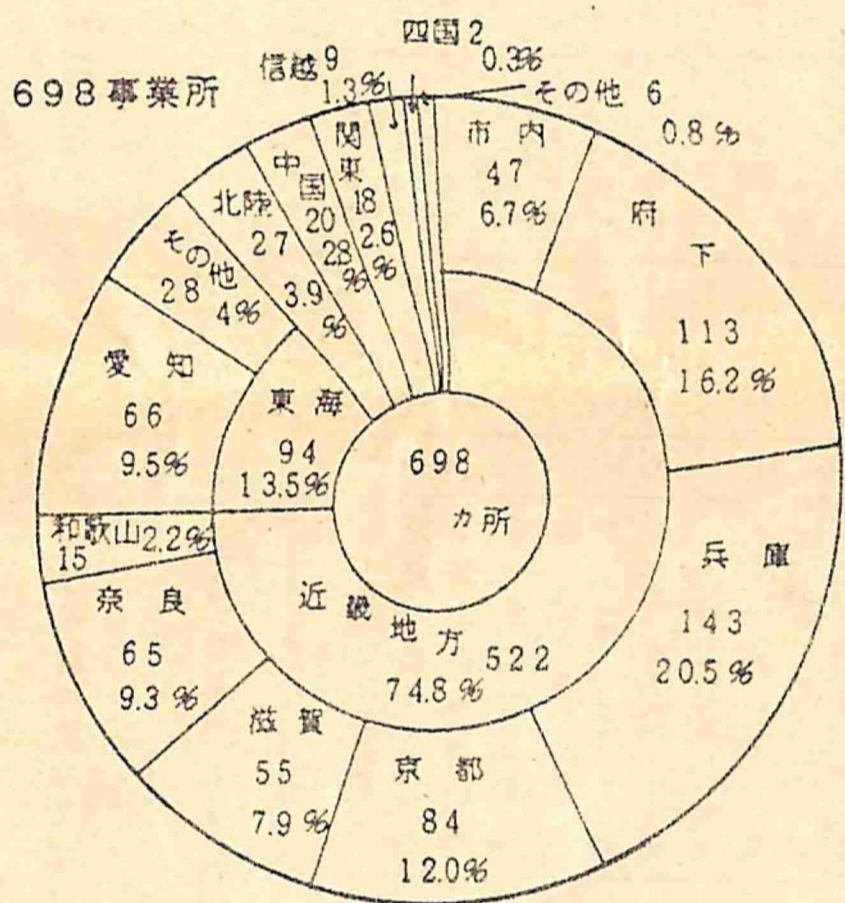 四国2
0.3%
信越9
1.3%
その他 6
0.8%
698事業所
市内
47
6.7%
府下
113
16.2%
兵庫
143
20.5%
京都
84
12.0%
滋賀
55
7.9%
奈良
65
9.3%
和歌山2.2%
15
愛知
66
9.5%
その他
28 4%
北陸
27
3.9
%
中国
20
28
%
関東
18
2.6
%
東海
94
13.5%
近畿地方 522
74.8%
698
カ所